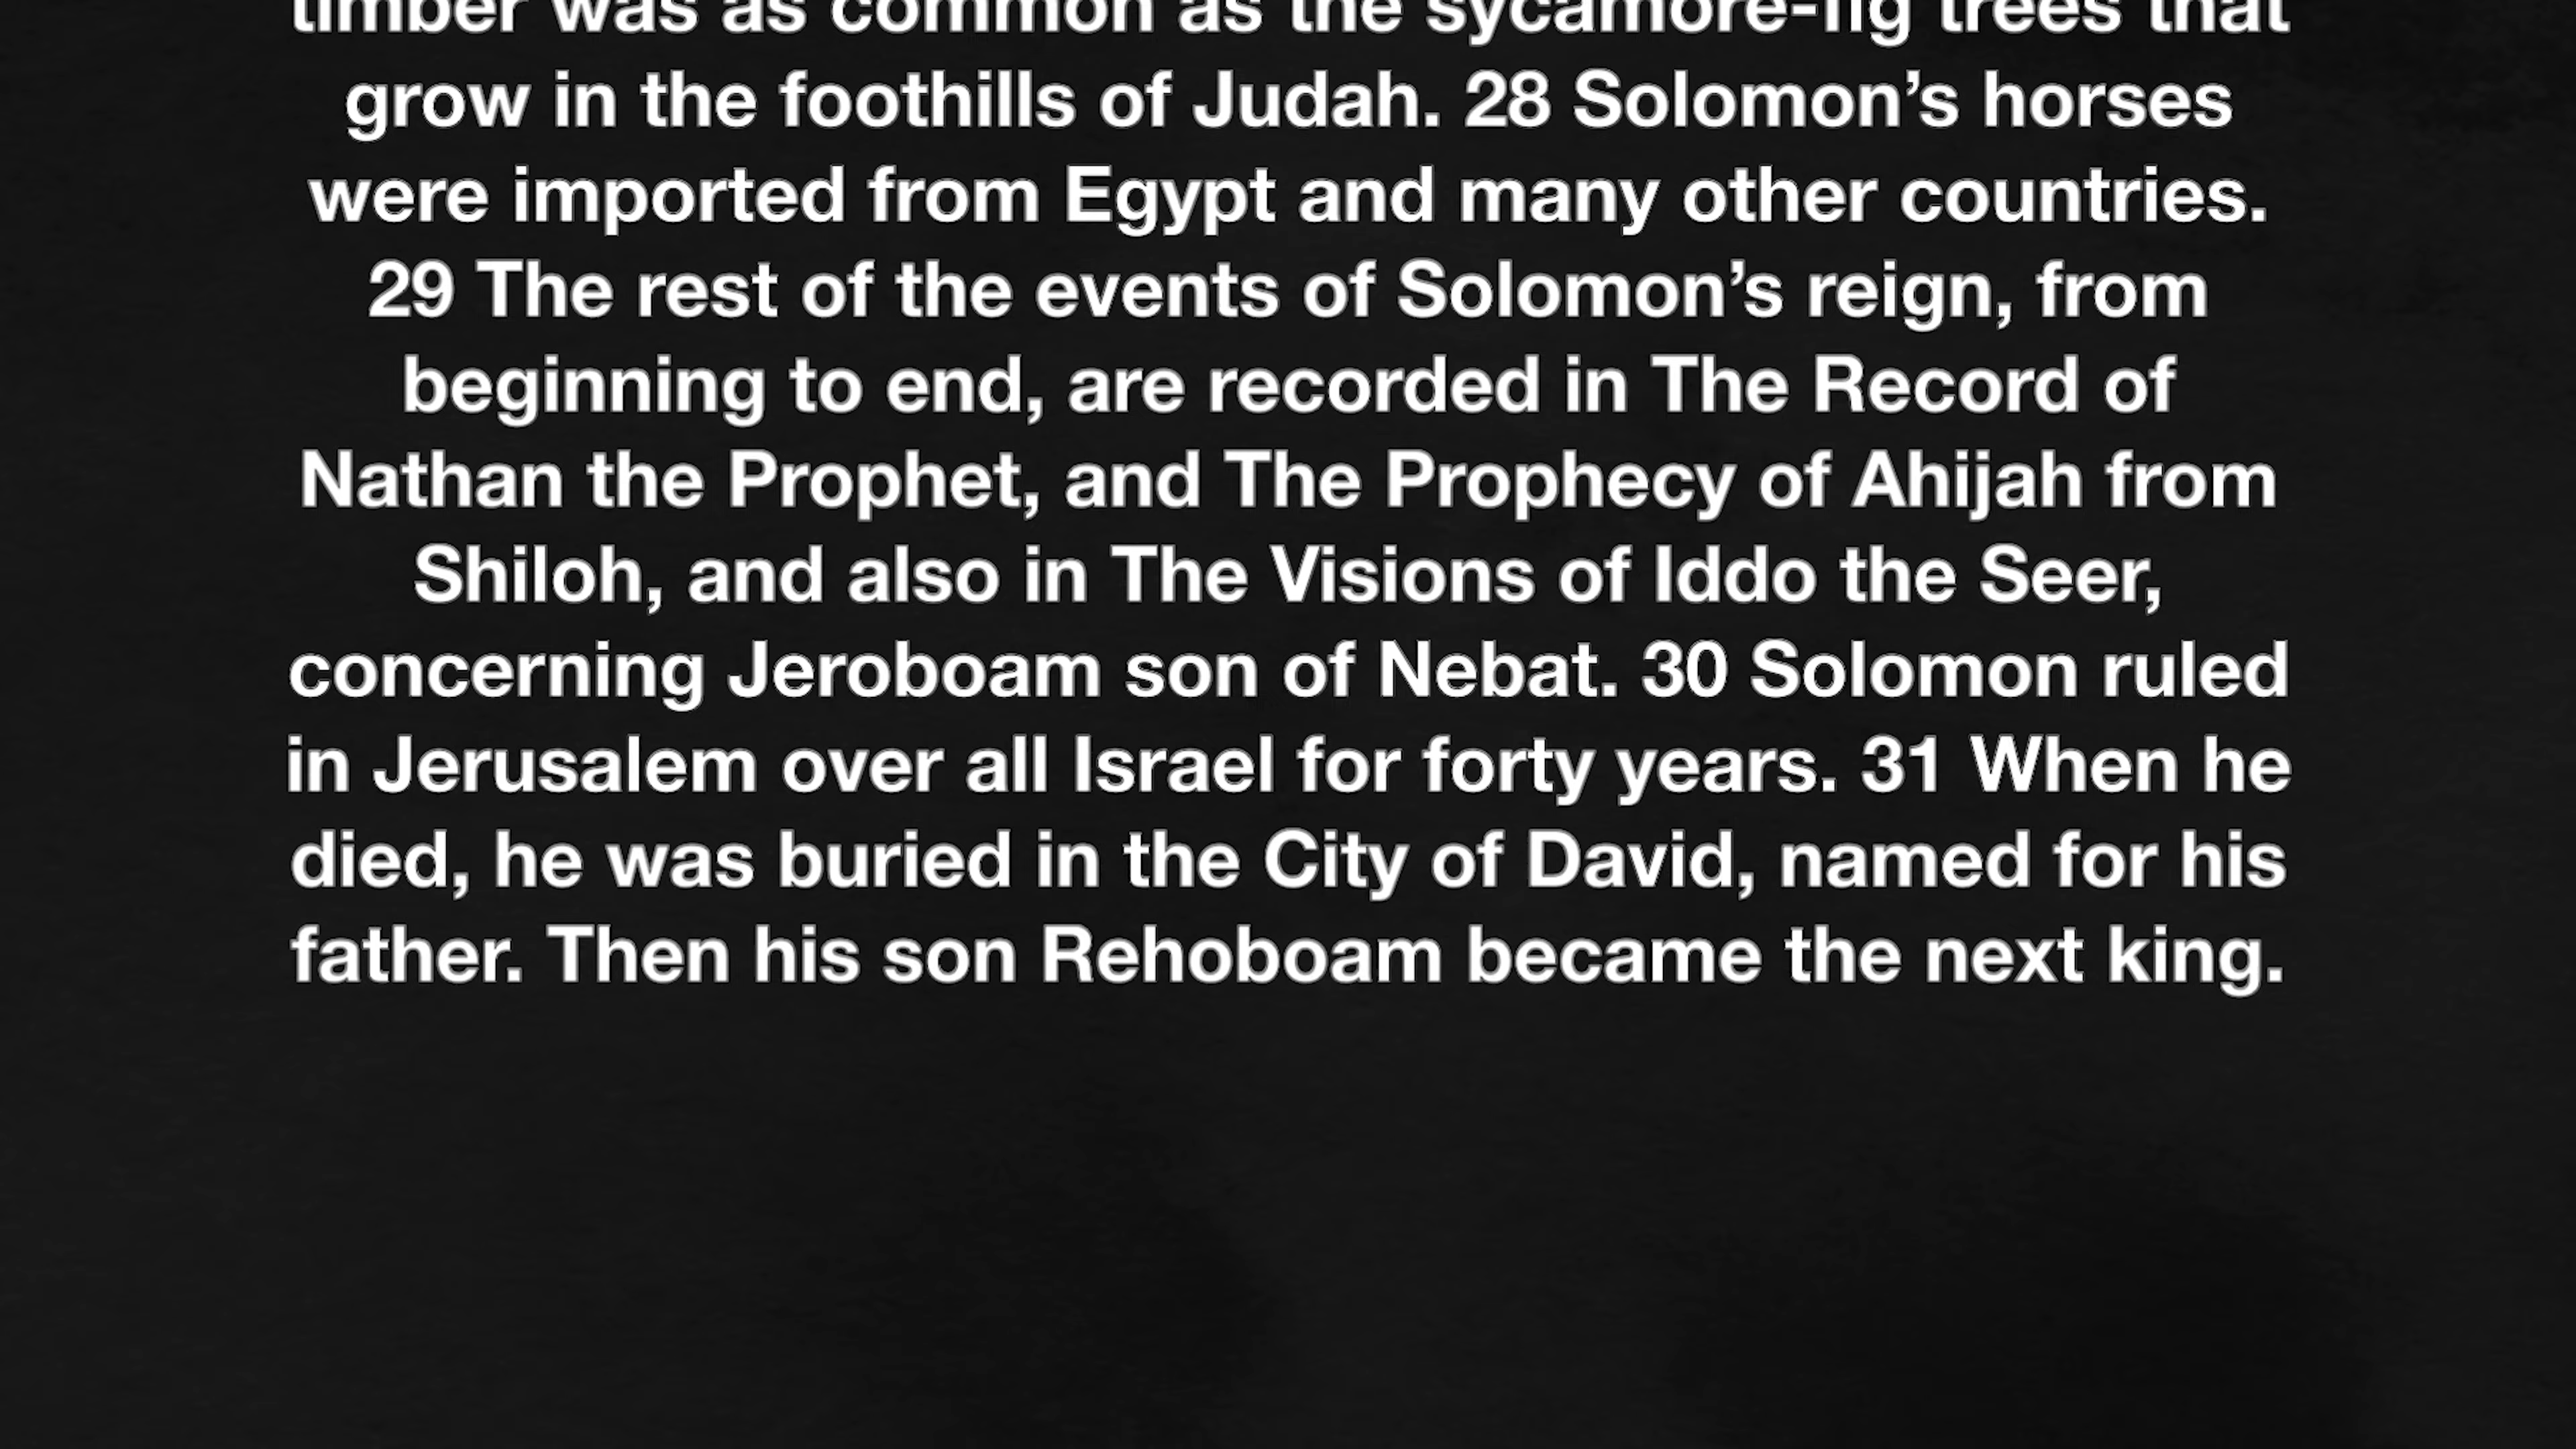 timber was as common as the sycamore-fig trees that
grow in the foothills of Judah. 28 Solomon’s horses
were imported from Egypt and many other countries.
29 The rest of the events of Solomon’s reign, from
beginning to end, are recorded in The Record of
Nathan the Prophet, and The Prophecy of Ahijah from
Shiloh, and also in The Visions of Iddo the Seer,
concerning Jeroboam son of Nebat. 30 Solomon ruled
in Jerusalem over all Israel for forty years. 31 When he
died, he was buried in the City of David, named for his
father. Then his son Rehoboam became the next king.